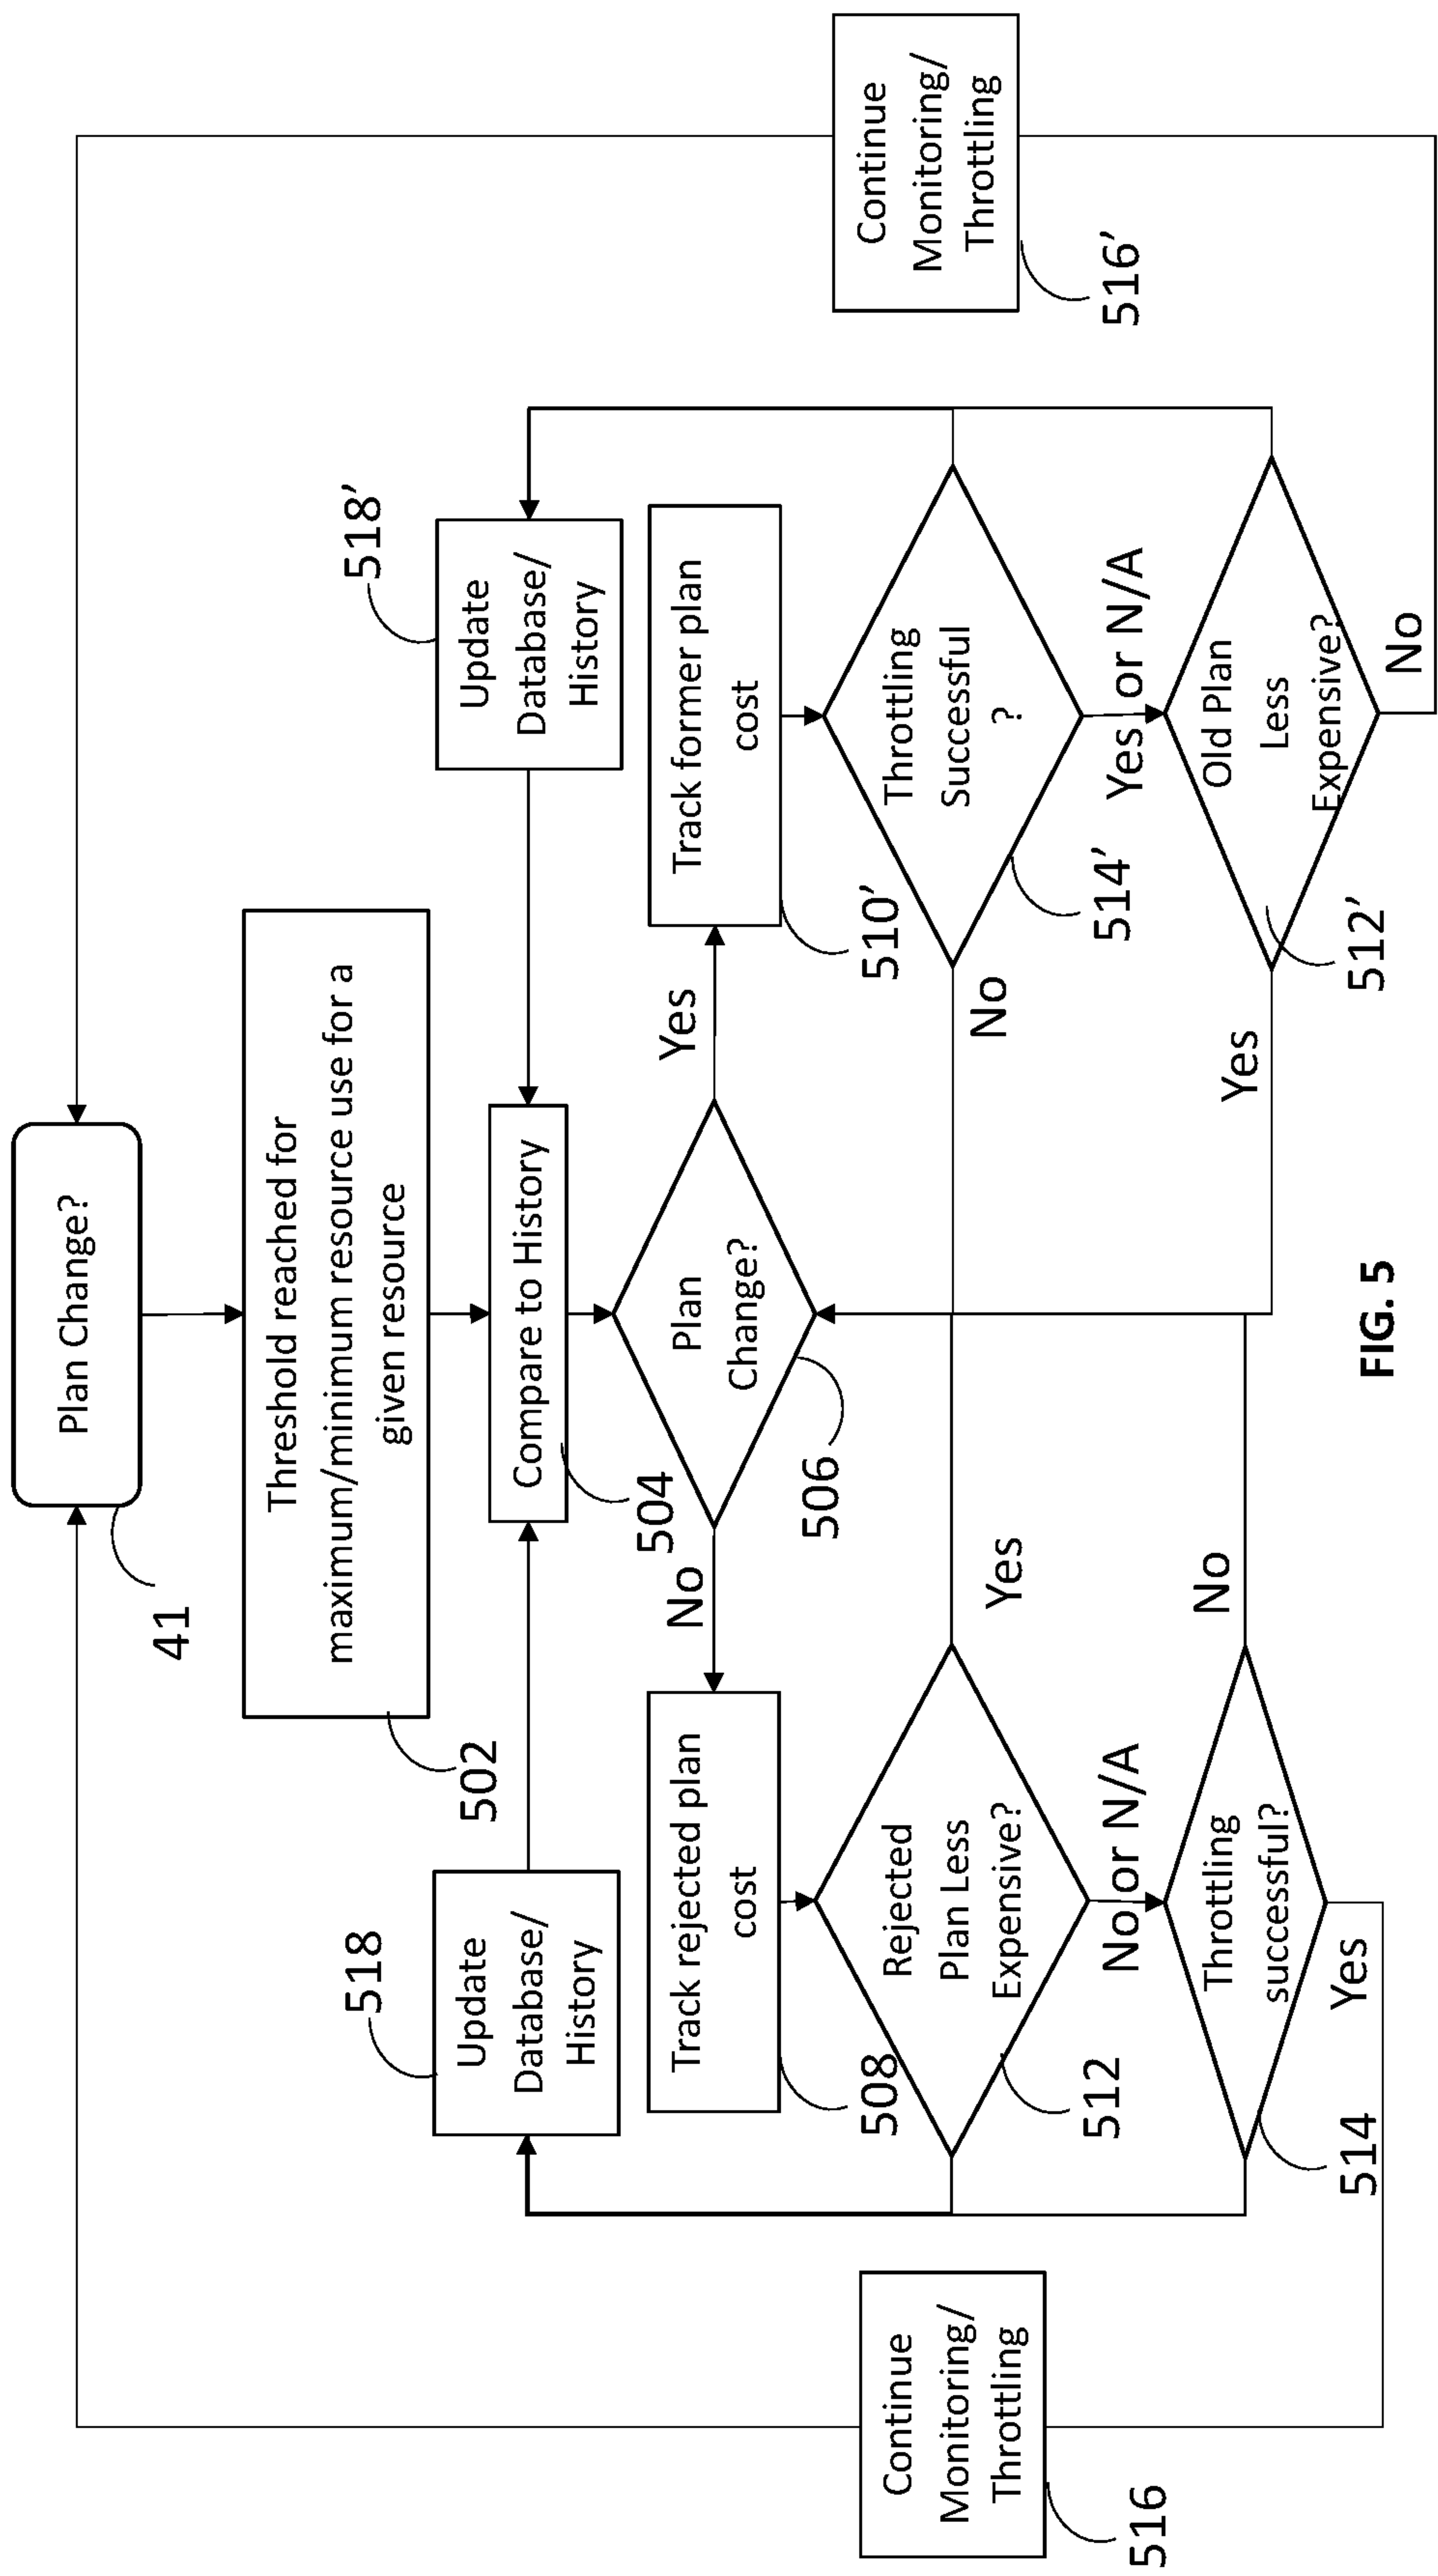 Plan Change?
41
Threshold reached for
maximum/minimum resource use for a
given resource
502
518
Update
Database/
History
Compare to History
504
518’
Update
Database/
History
Plan
Change?
506
No
Yes
Track rejected plan
cost
508
Track former plan
cost
510’
Rejected
Plan Less
Expensive?
512
Yes
No or N/A
Throttling
successful?
514
No
Yes
Throttling
Successful
?
514’
No
Yes or N/A
Old Plan
Less
Expensive?
512’
Yes
No
Continue
Monitoring/
Throttling
516
Continue
Monitoring/
Throttling
516’
FIG. 5